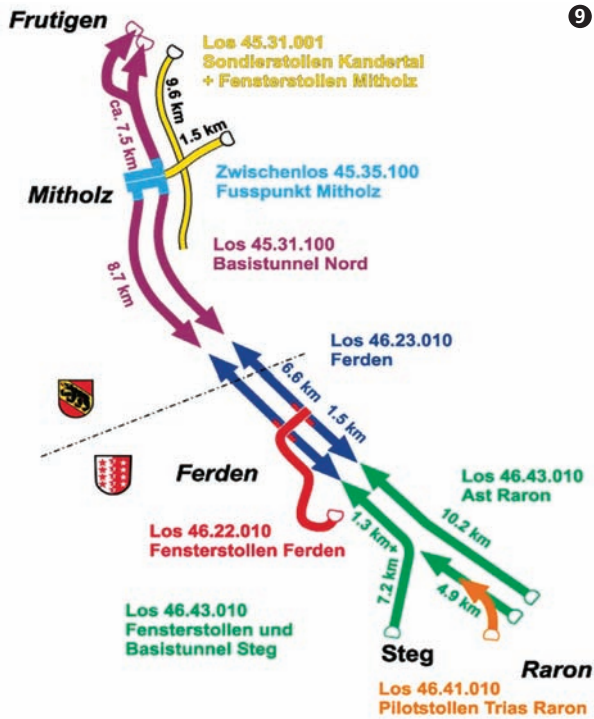 9
Frutigen
Los 45.31.001
Sondierstollen Kandertal
+ Fensterstollen Mitholz
9.6 km
1.5 km
ca. 7.5 km
Zwischenlos 45.35.100
Fusspunkt Mitholz
Mitholz
Los 45.31.100
Basistunnel Nord
8.7 km
Los 46.23.010
Ferden
6.6 km
1.5 km
Ferden
Los 46.43.010
Ast Raron
Los 46.22.010
Fensterstollen Ferden
1.3 km+
7.2 km
10.2 km
4.9 km
Los 46.43.010
Fensterstollen und
Basistunnel Steg
Steg
Raron
Los 46.41.010
Pilotstollen Trias Raron